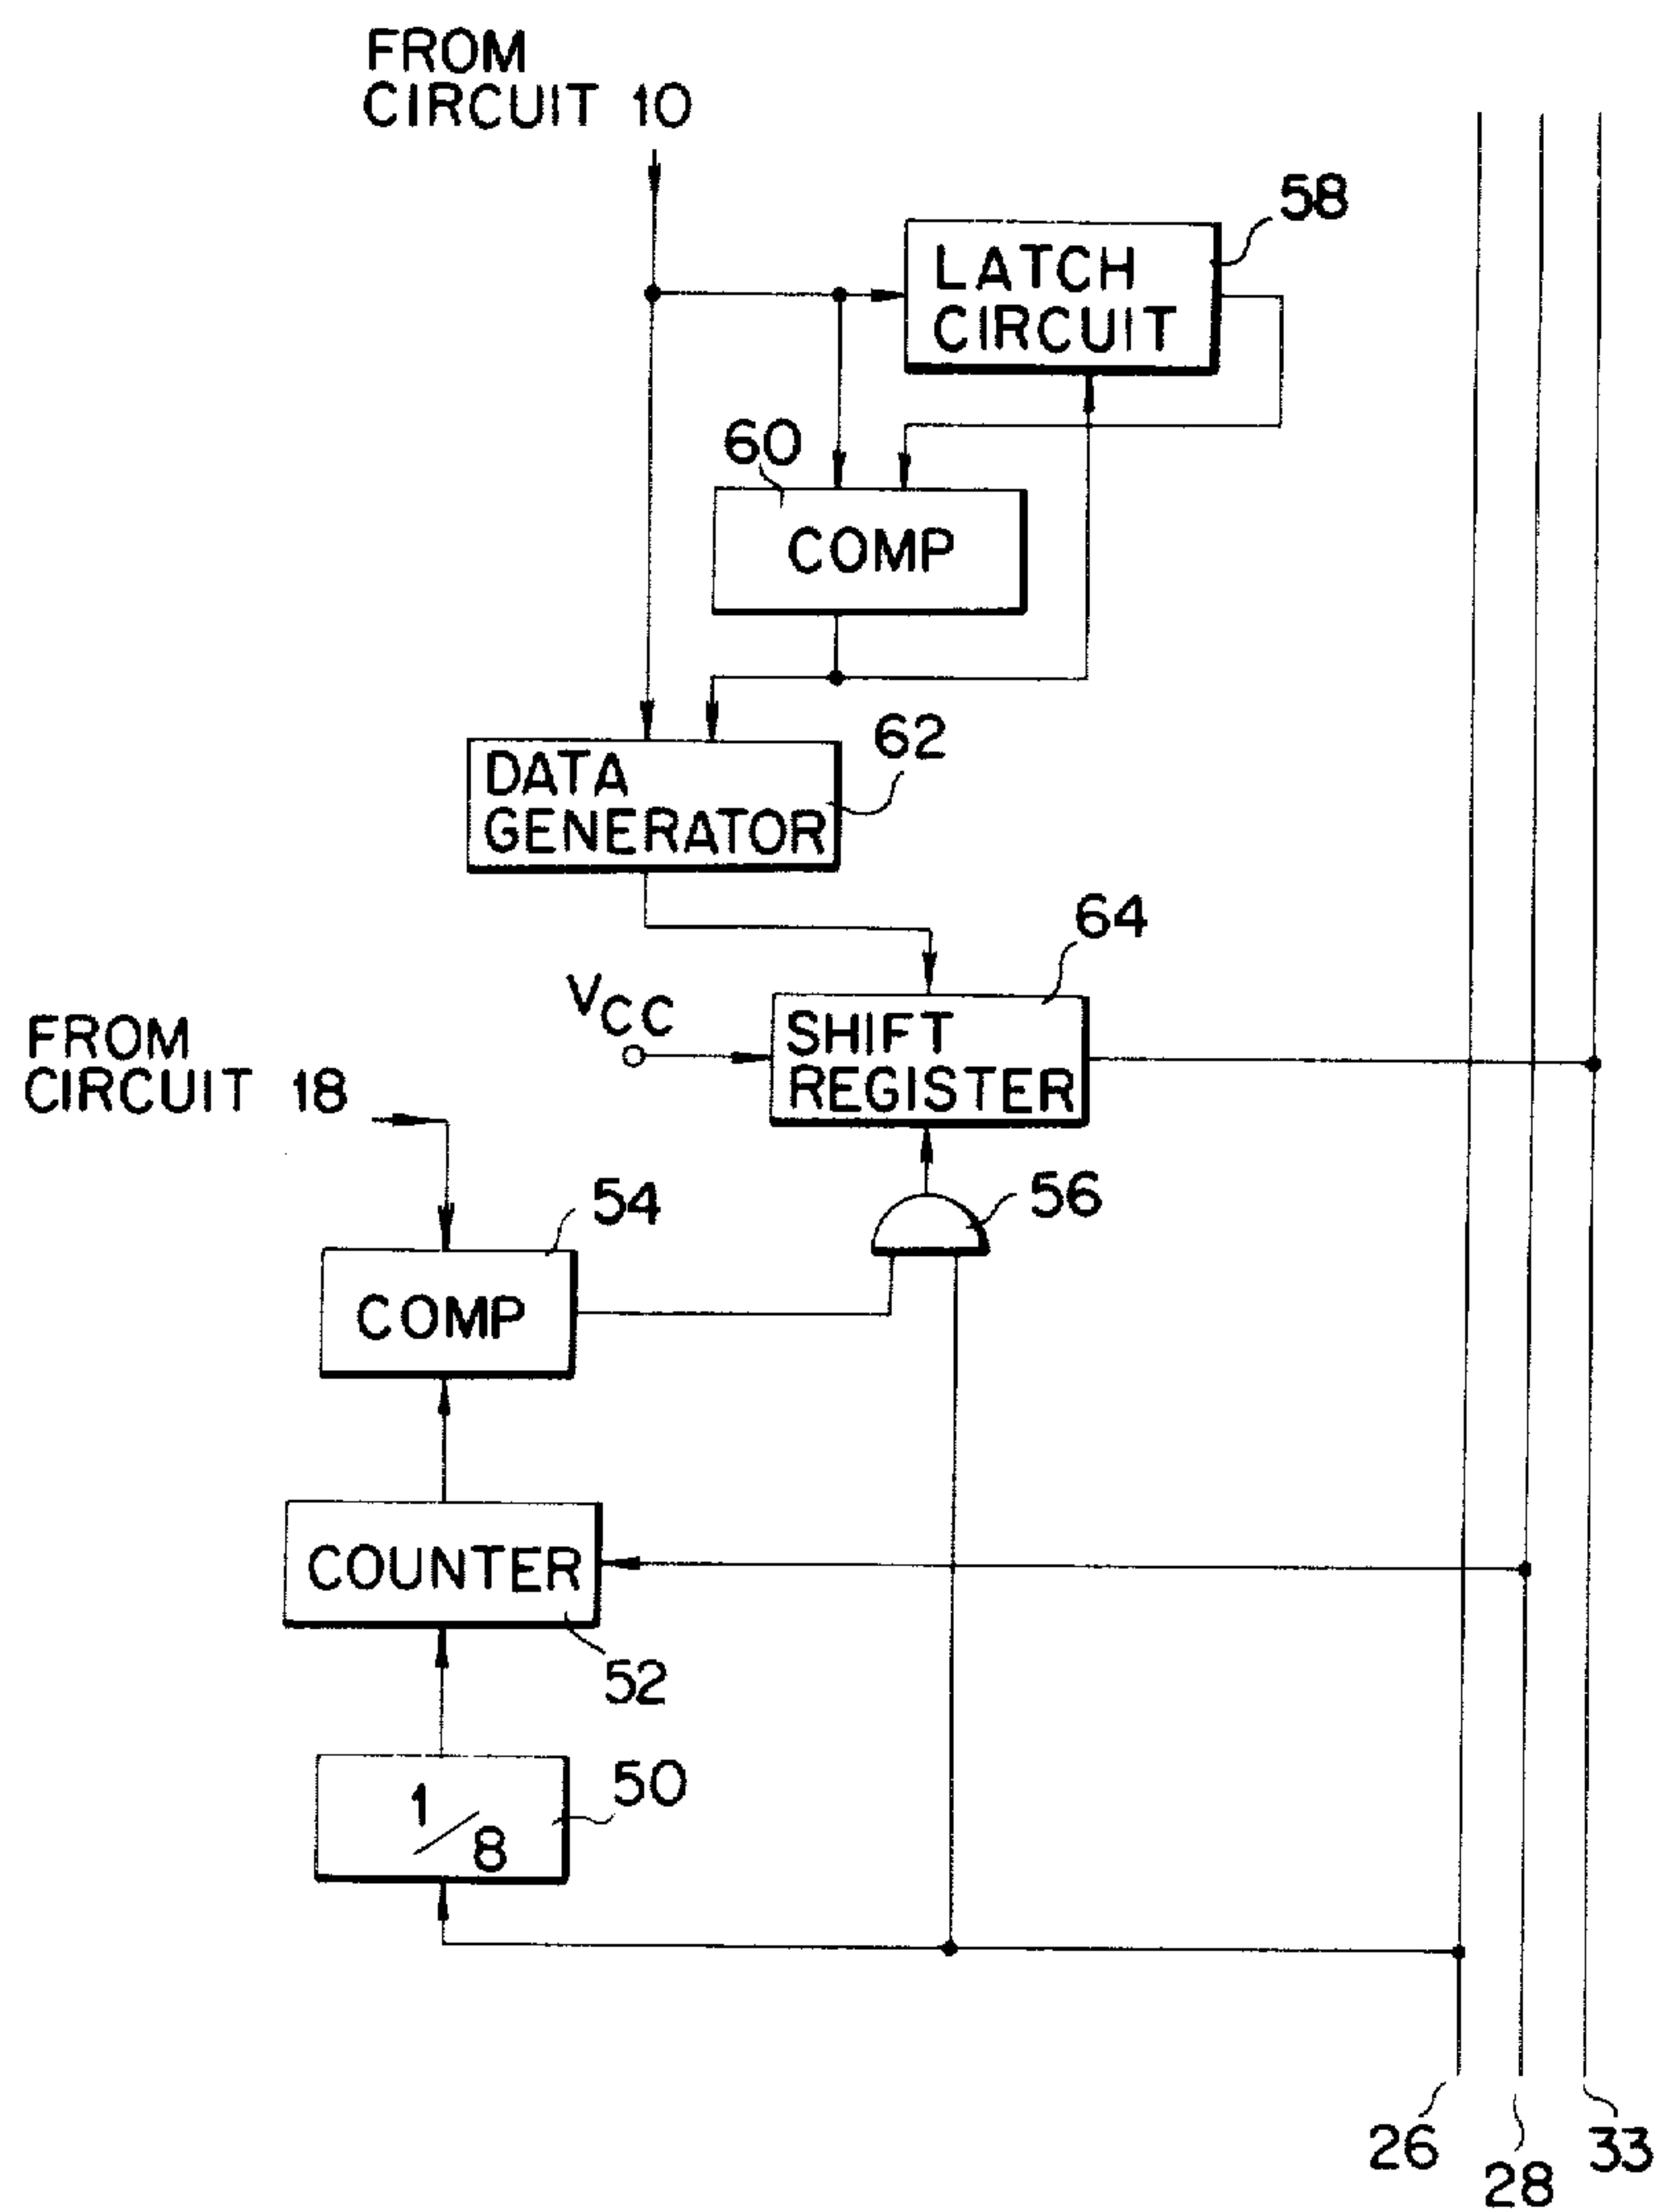 FROM
CIRCUIT 10
58
LATCH
CIRCUIT
60
COMP
62
DATA
GENERATOR
64
VCC
SHIFT
REGISTER
FROM
CIRCUIT 18
56
54
COMP
COUNTER
52
50
1/8
26
28
33